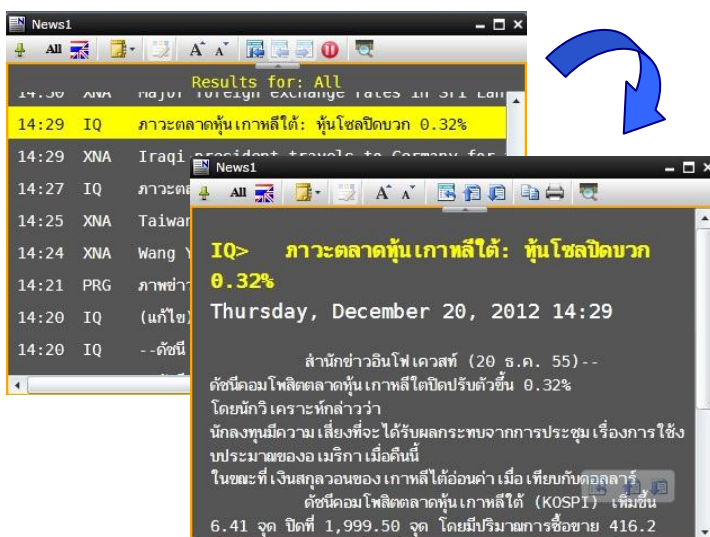 News1
All
Results for: All
14:30 XNA Major foreign exchange rates in Sri Lan
14:29 IQ ภาวะตลาดหุ้นเกาหลีใต้: หุ้นโซลปิดบวก 0.32%
14:29 XNA Iraqi president travels to Germany for
14:27 IQ
14:25 XNA Taiwan
14:24 XNA Wang Y
14:21 PRG ภาพข่าว
14:20 IQ (แก้ไข)
14:20 IQ --ดัชนี
News1
All
IQ> ภาวะตลาดหุ้นเกาหลีใต้: หุ้นโซลปิดบวก
0.32%
Thursday, December 20, 2012 14:29
สำนักข่าวอินโฟเควสท์ (20 ธ.ค. 55)--
ดัชนีคอมโพสิตตลาดหุ้นเกาหลีใต้ปิดปรับตัวขึ้น 0.32%
โดยนักวิเคราะห์กล่าวว่า
นักลงทุนมีความเสี่ยงที่จะได้รับผลกระทบจากการประชุมเรื่องการใช้ง
บประมาณของอเมริกาเมื่อคืนนี้
ในขณะที่เงินสกุลวอนของเกาหลีใต้อ่อนค่าเมื่อเทียบกับดอลลาร์
ดัชนีคอมโพสิตตลาดหุ้นเกาหลีใต้ (KOSPI) เพิ่มขึ้น
6.41 จุด ปิดที่ 1,999.50 จุด โดยมีปริมาณการซื้อขาย 416.2